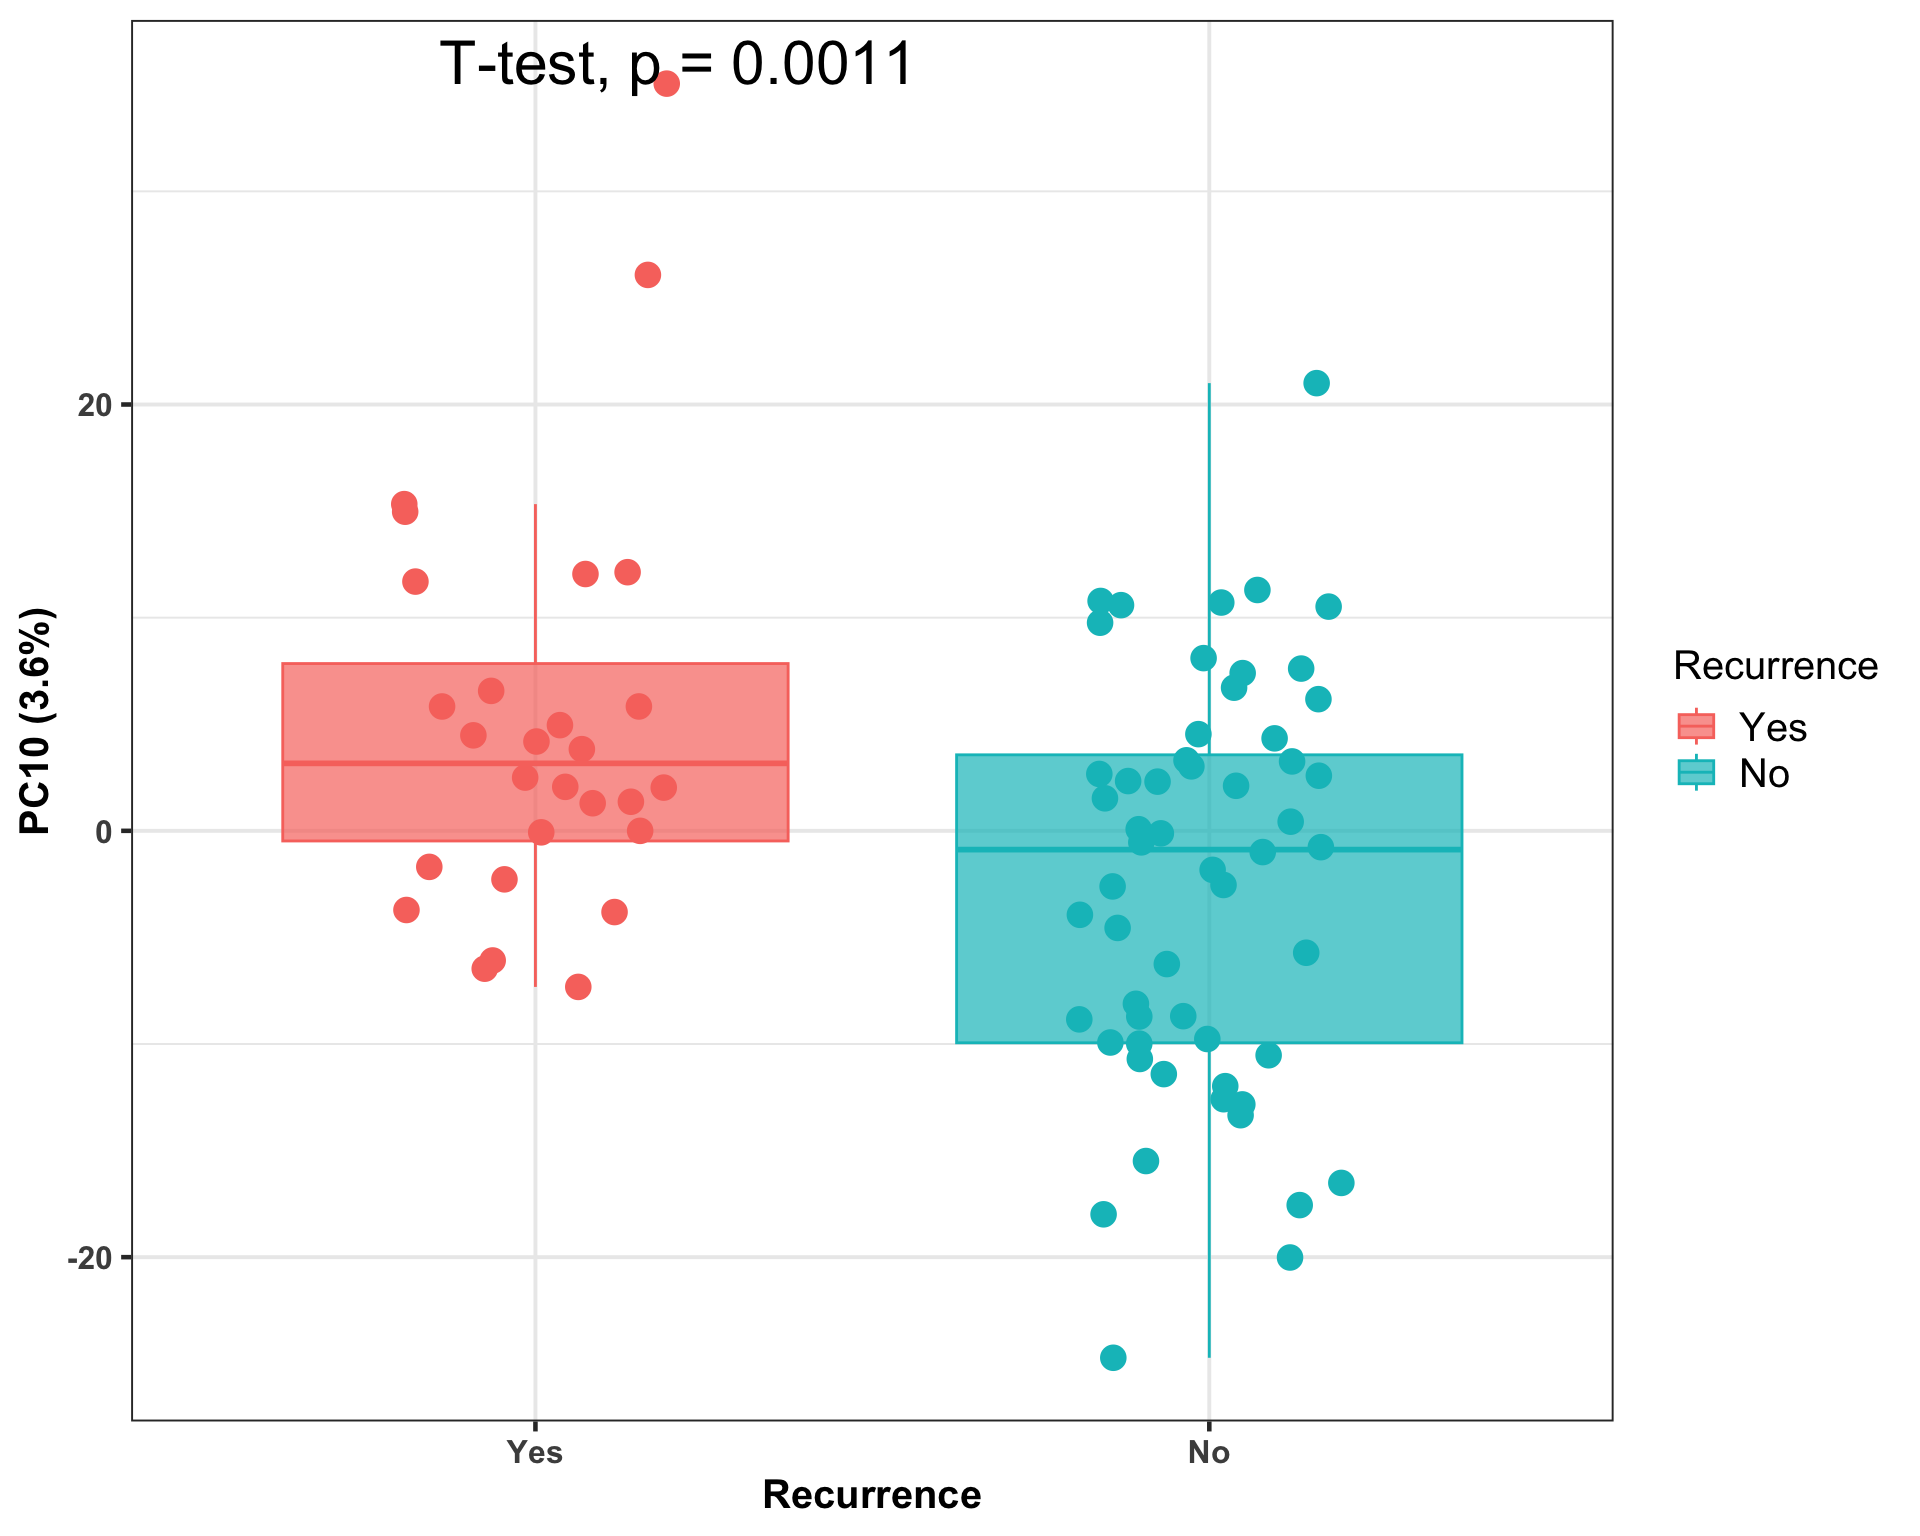 T-test, p = 0.0011
20
0
-20
PC10 (3.6%)
Yes
No
Recurrence
Recurrence
Yes
No